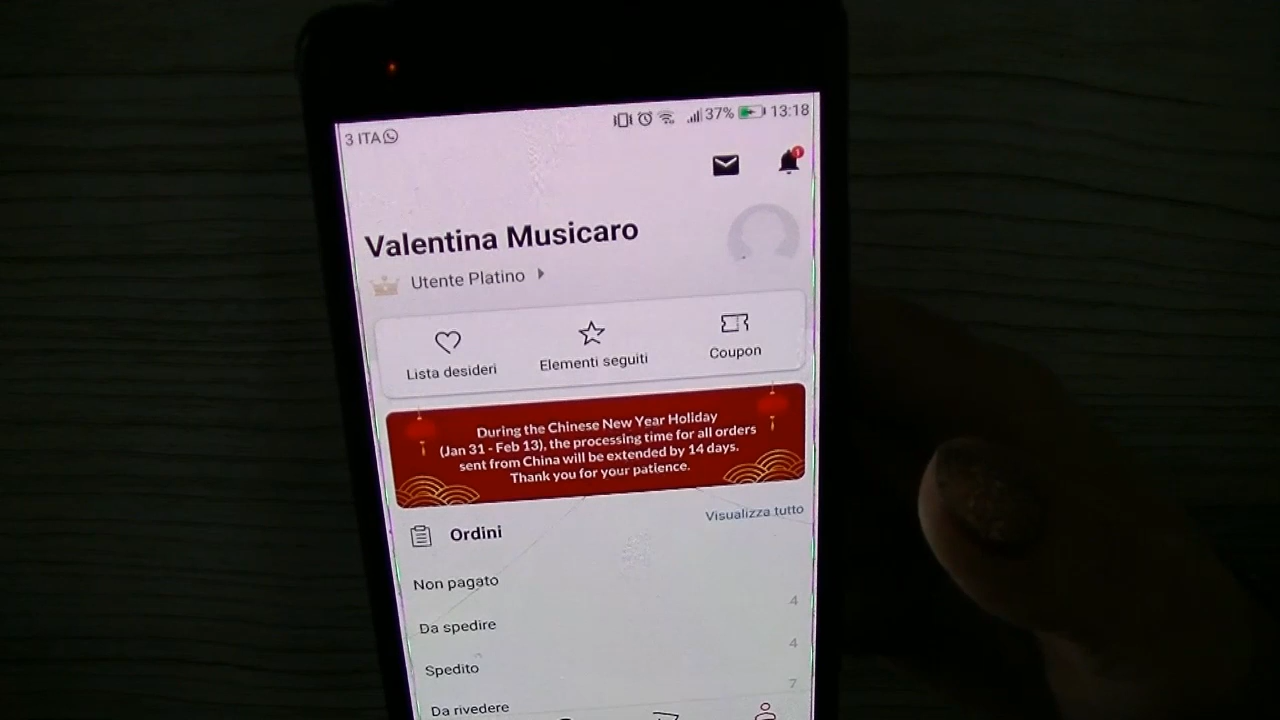 3 ITA
37% 13:18
1
Valentina Musicaro
Utente Platino
Lista desideri
Elementi seguiti
Coupon
During the Chinese New Year Holiday
(Jan 31 - Feb 13), the processing time for all orders
sent from China will be extended by 14 days.
Thank you for your patience.
Ordini
Visualizza tutto
Non pagato
4
Da spedire
4
Spedito
7
Da rivedere